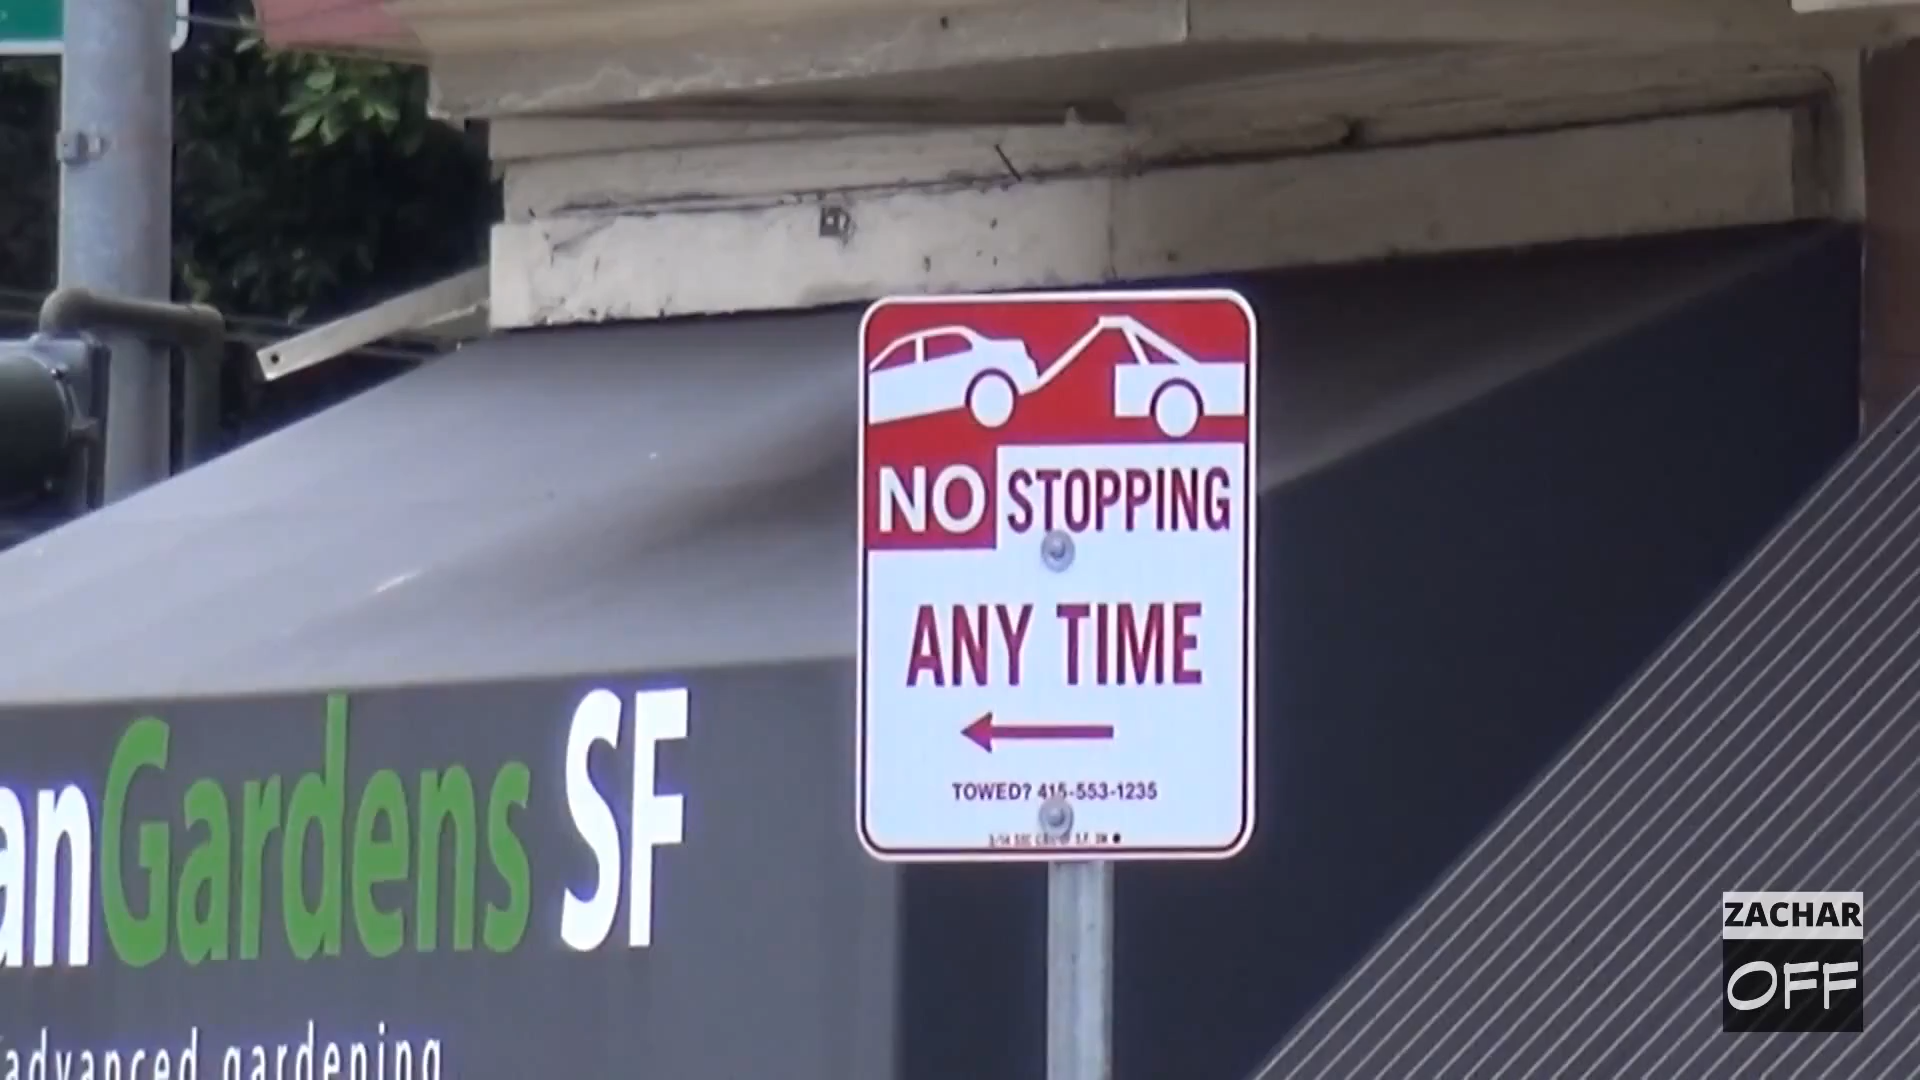 NO STOPPING
ANY TIME
TOWED? 415-553-1235
anGardens SF
advanced gardening
ZACHAR
OFF